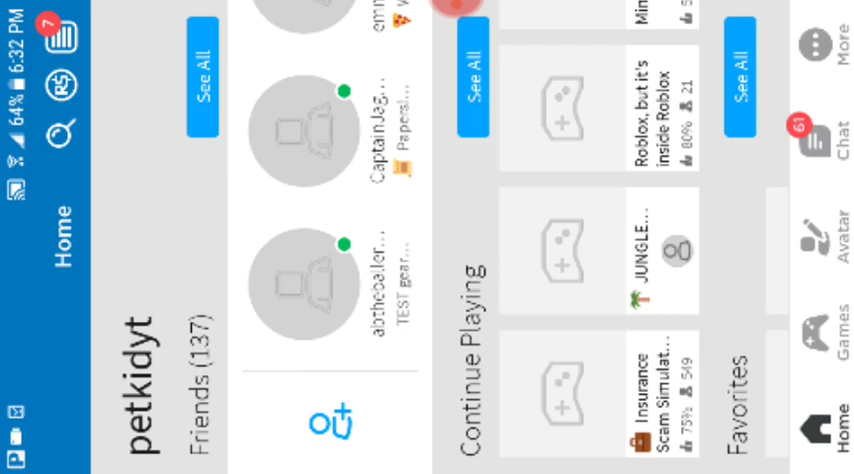 64% 6:32 PM
Home
R$
7
petkidyt
Friends (137)
See All
abtheballer...
TEST gear...
CaptainJag...
Papers!...
Continue Playing
See All
Insurance
Scam Simulat...
75% 549
JUNGLE...
Roblox, but it's
inside Roblox
80% 21
Min
Favorites
See All
Home
Games
Avatar
Chat
61
More